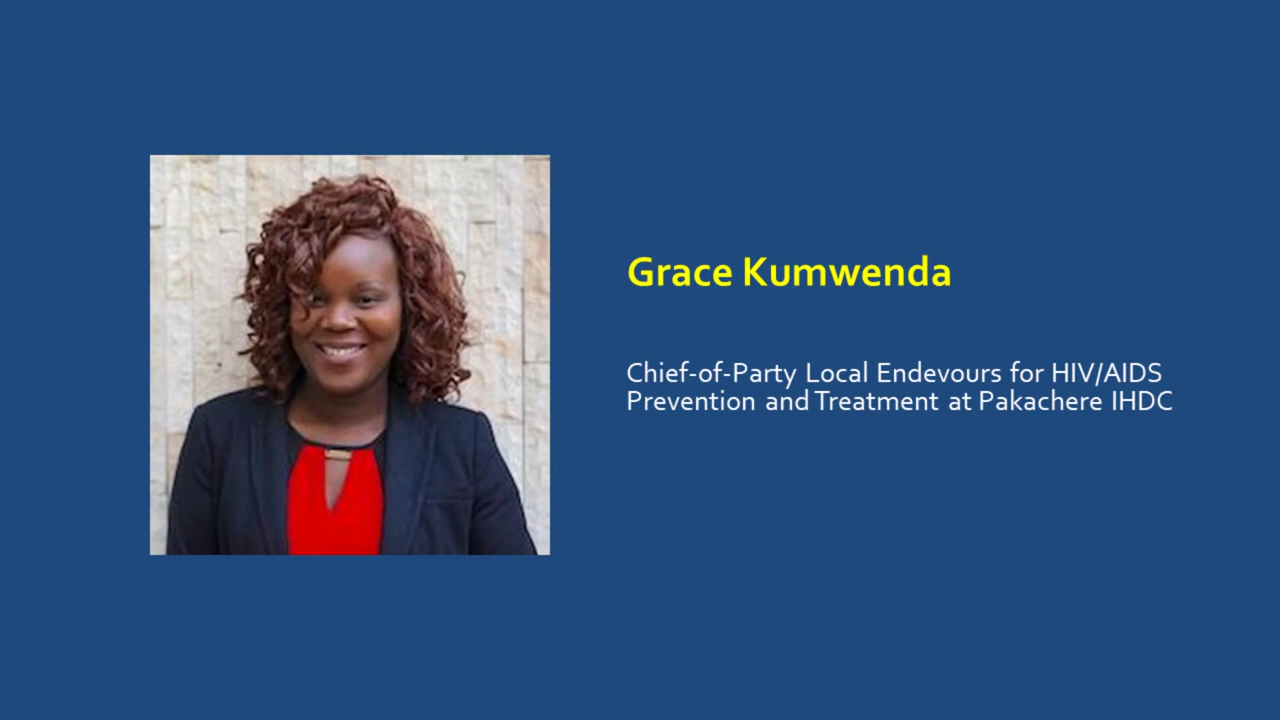 Grace Kumwenda
Chief-of-Party Local Endevours for HIV/AIDS
Prevention and Treatment at Pakachere IHDC